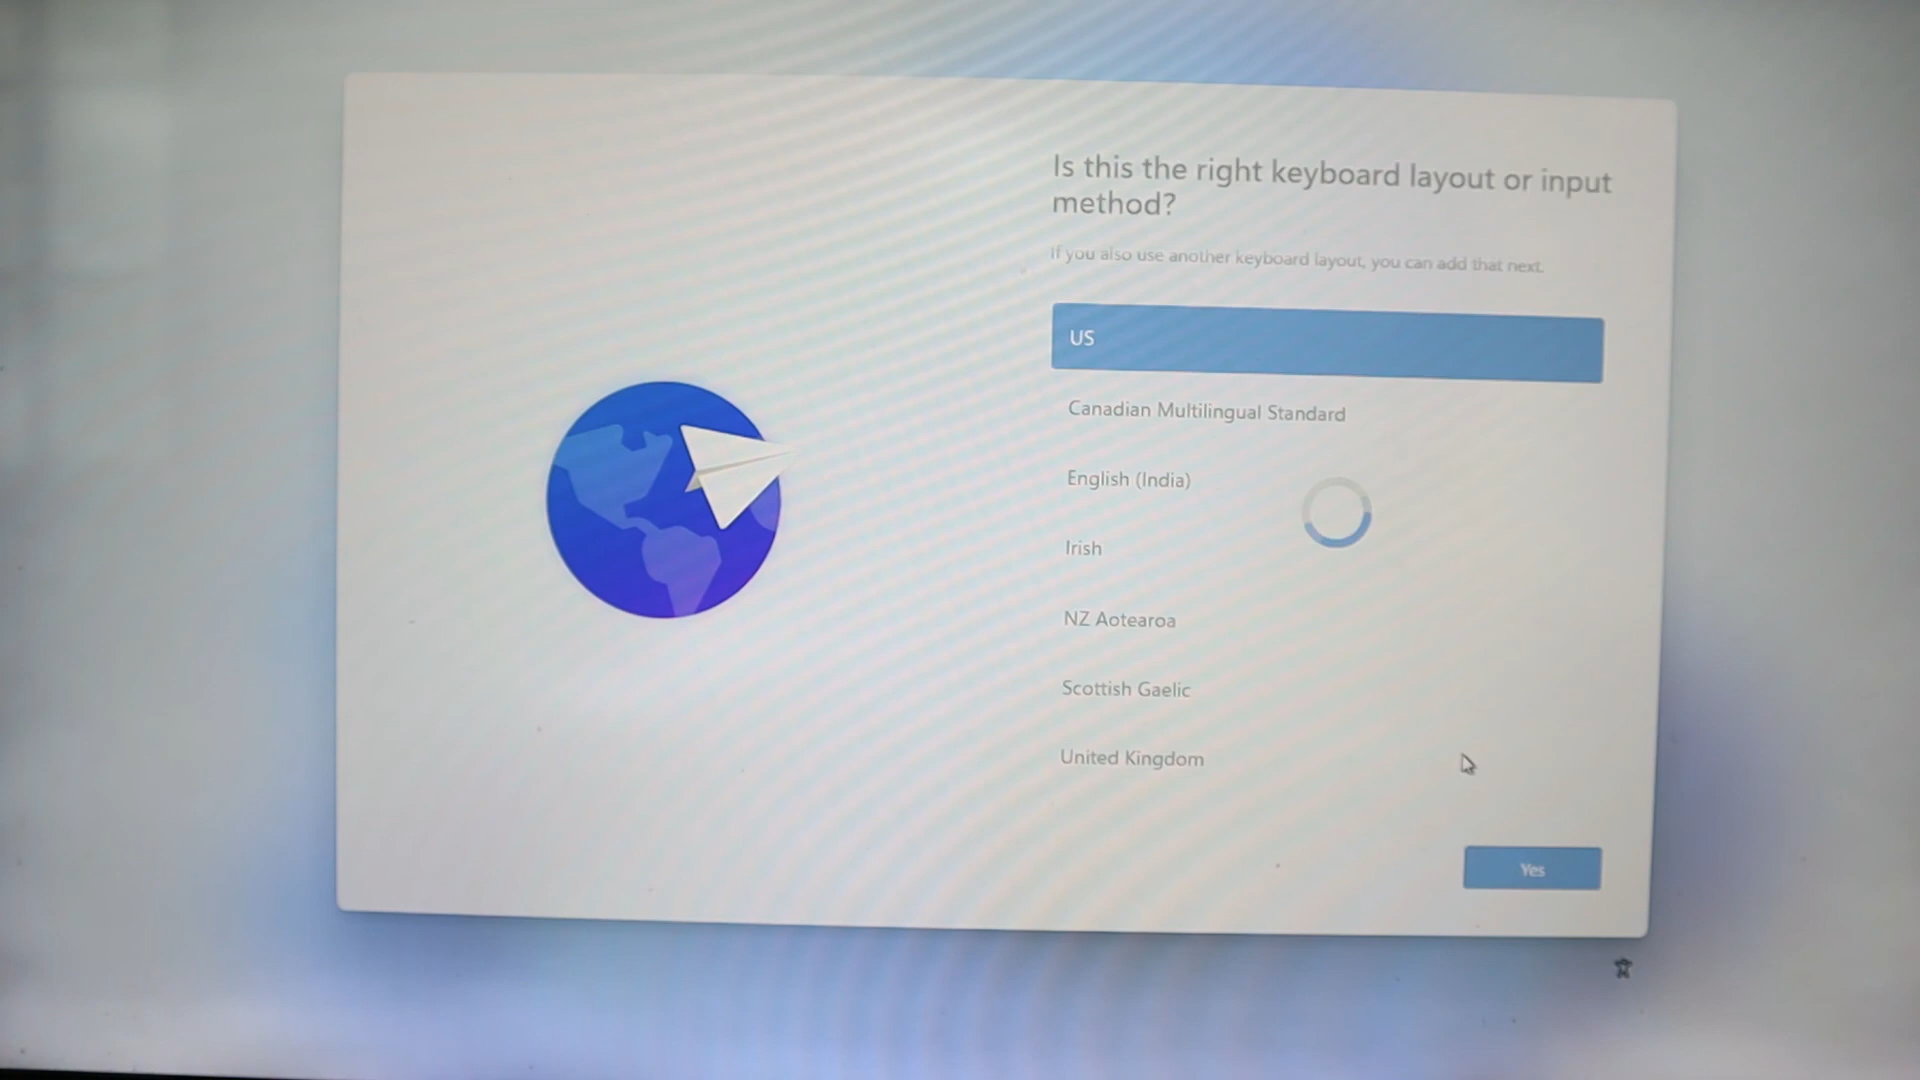 Is this the right keyboard layout or input
method?
If you also use another keyboard layout, you can add that next.
US
Canadian Multilingual Standard
English (India)
Irish
NZ Aotearoa
Scottish Gaelic
United Kingdom
Yes